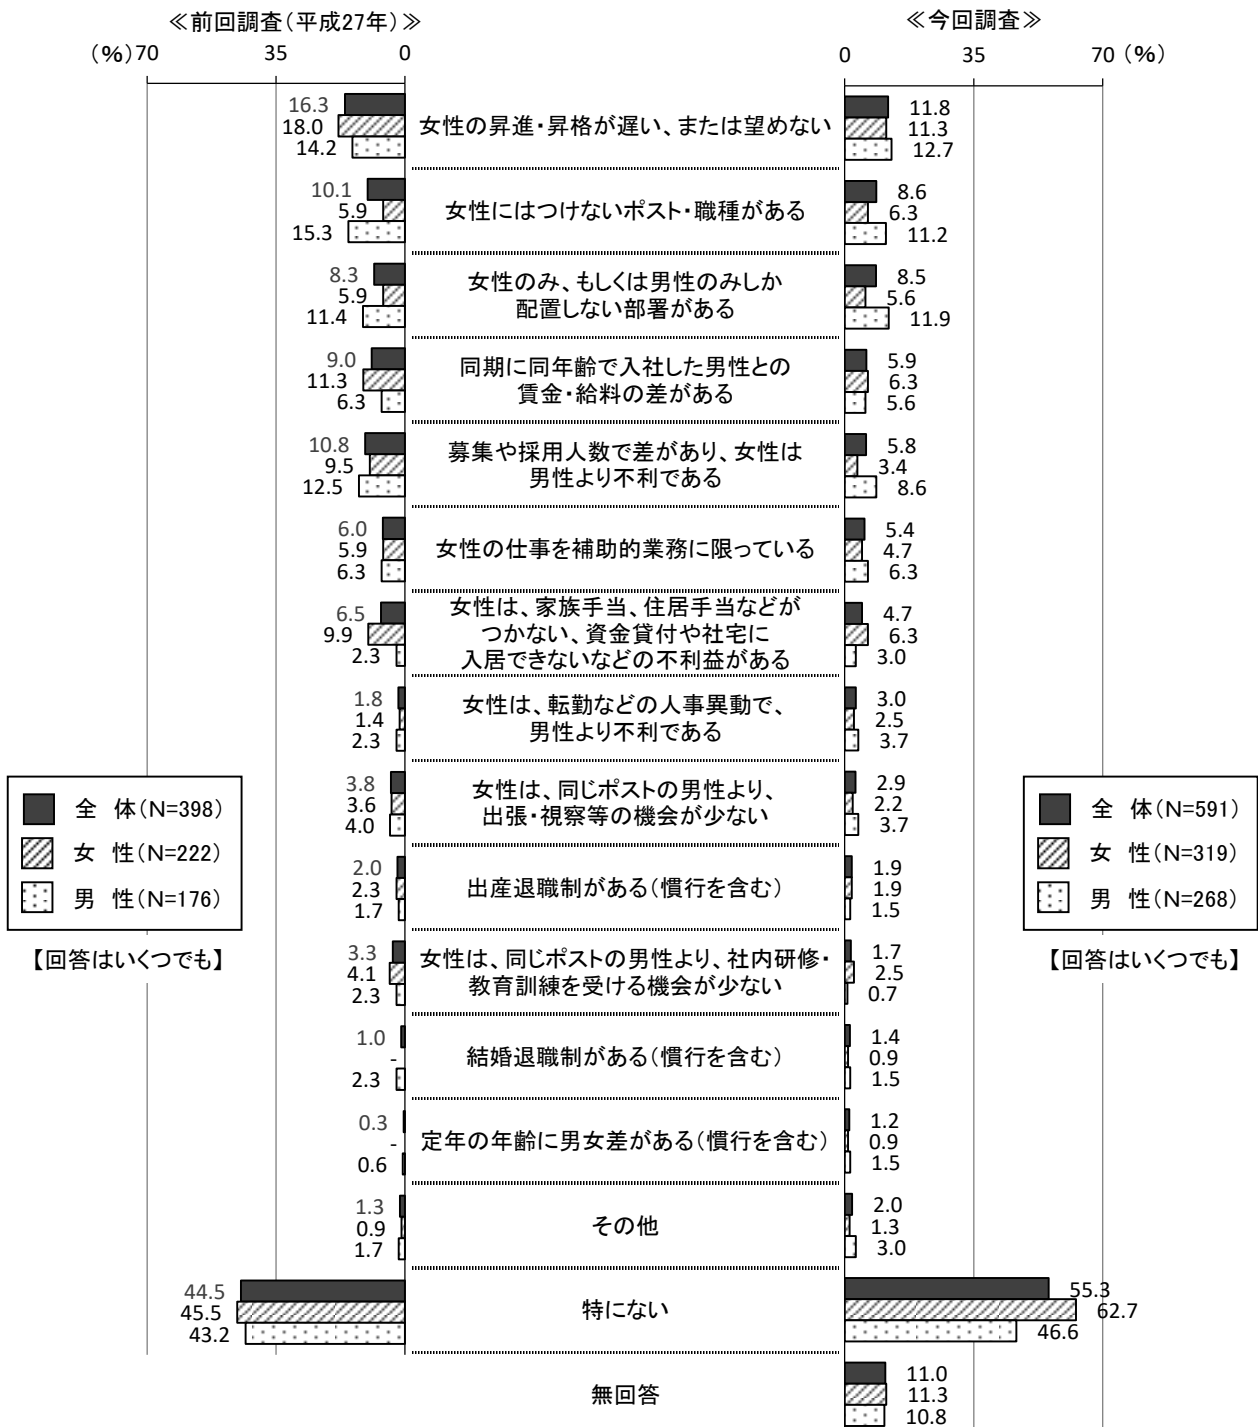 ≪前回調査(平成27年)≫
≪今回調査≫
(%)70 35 0
0 35 70 (%)
16.3
18.0
14.2
女性の昇進・昇格が遅い、または望めない
11.8
11.3
12.7
10.1
5.9
15.3
女性にはつけないポスト・職種がある
8.6
6.3
11.2
8.3
5.9
11.4
女性のみ、もしくは男性のみしか
配置しない部署がある
8.5
5.6
11.9
9.0
11.3
6.3
同期に同年齢で入社した男性との
賃金・給料の差がある
5.9
6.3
5.6
10.8
9.5
12.5
募集や採用人数で差があり、女性は
男性より不利である
5.8
3.4
8.6
6.0
5.9
6.3
女性の仕事を補助的業務に限っている
5.4
4.7
6.3
6.5
9.9
2.3
女性は、家族手当、住居手当などが
つかない、資金貸付や社宅に
入居できないなどの不利益がある
4.7
6.3
3.0
1.8
1.4
2.3
女性は、転勤などの人事異動で、
男性より不利である
3.0
2.5
3.7
3.8
3.6
4.0
女性は、同じポストの男性より、
出張・視察等の機会が少ない
2.9
2.2
3.7
2.0
2.3
1.7
出産退職制がある(慣行を含む)
1.9
1.9
1.5
3.3
4.1
2.3
女性は、同じポストの男性より、社内研修・
教育訓練を受ける機会が少ない
1.7
2.5
0.7
1.0
-
2.3
結婚退職制がある(慣行を含む)
1.4
0.9
1.5
0.3
-
0.6
定年の年齢に男女差がある(慣行を含む)
1.2
0.9
1.5
1.3
0.9
1.7
その他
2.0
1.3
3.0
44.5
45.5
43.2
特にない
55.3
62.7
46.6
無回答
11.0
11.3
10.8
全 体(N=398)
女 性(N=222)
男 性(N=176)
【回答はいくつでも】
全 体(N=591)
女 性(N=319)
男 性(N=268)
【回答はいくつでも】